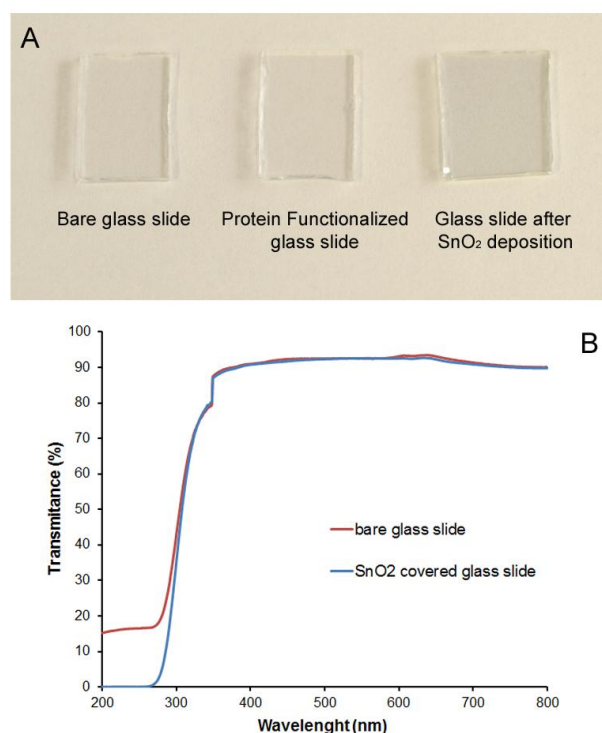 A
Bare glass slide
Protein Functionalized
glass slide
Glass slide after
SnO₂ deposition
B
100
90
80
70
60
50
40
30
20
10
0
Transmitance (%)
bare glass slide
SnO2 covered glass slide
200
300
400
500
600
700
800
Wavelenght (nm)